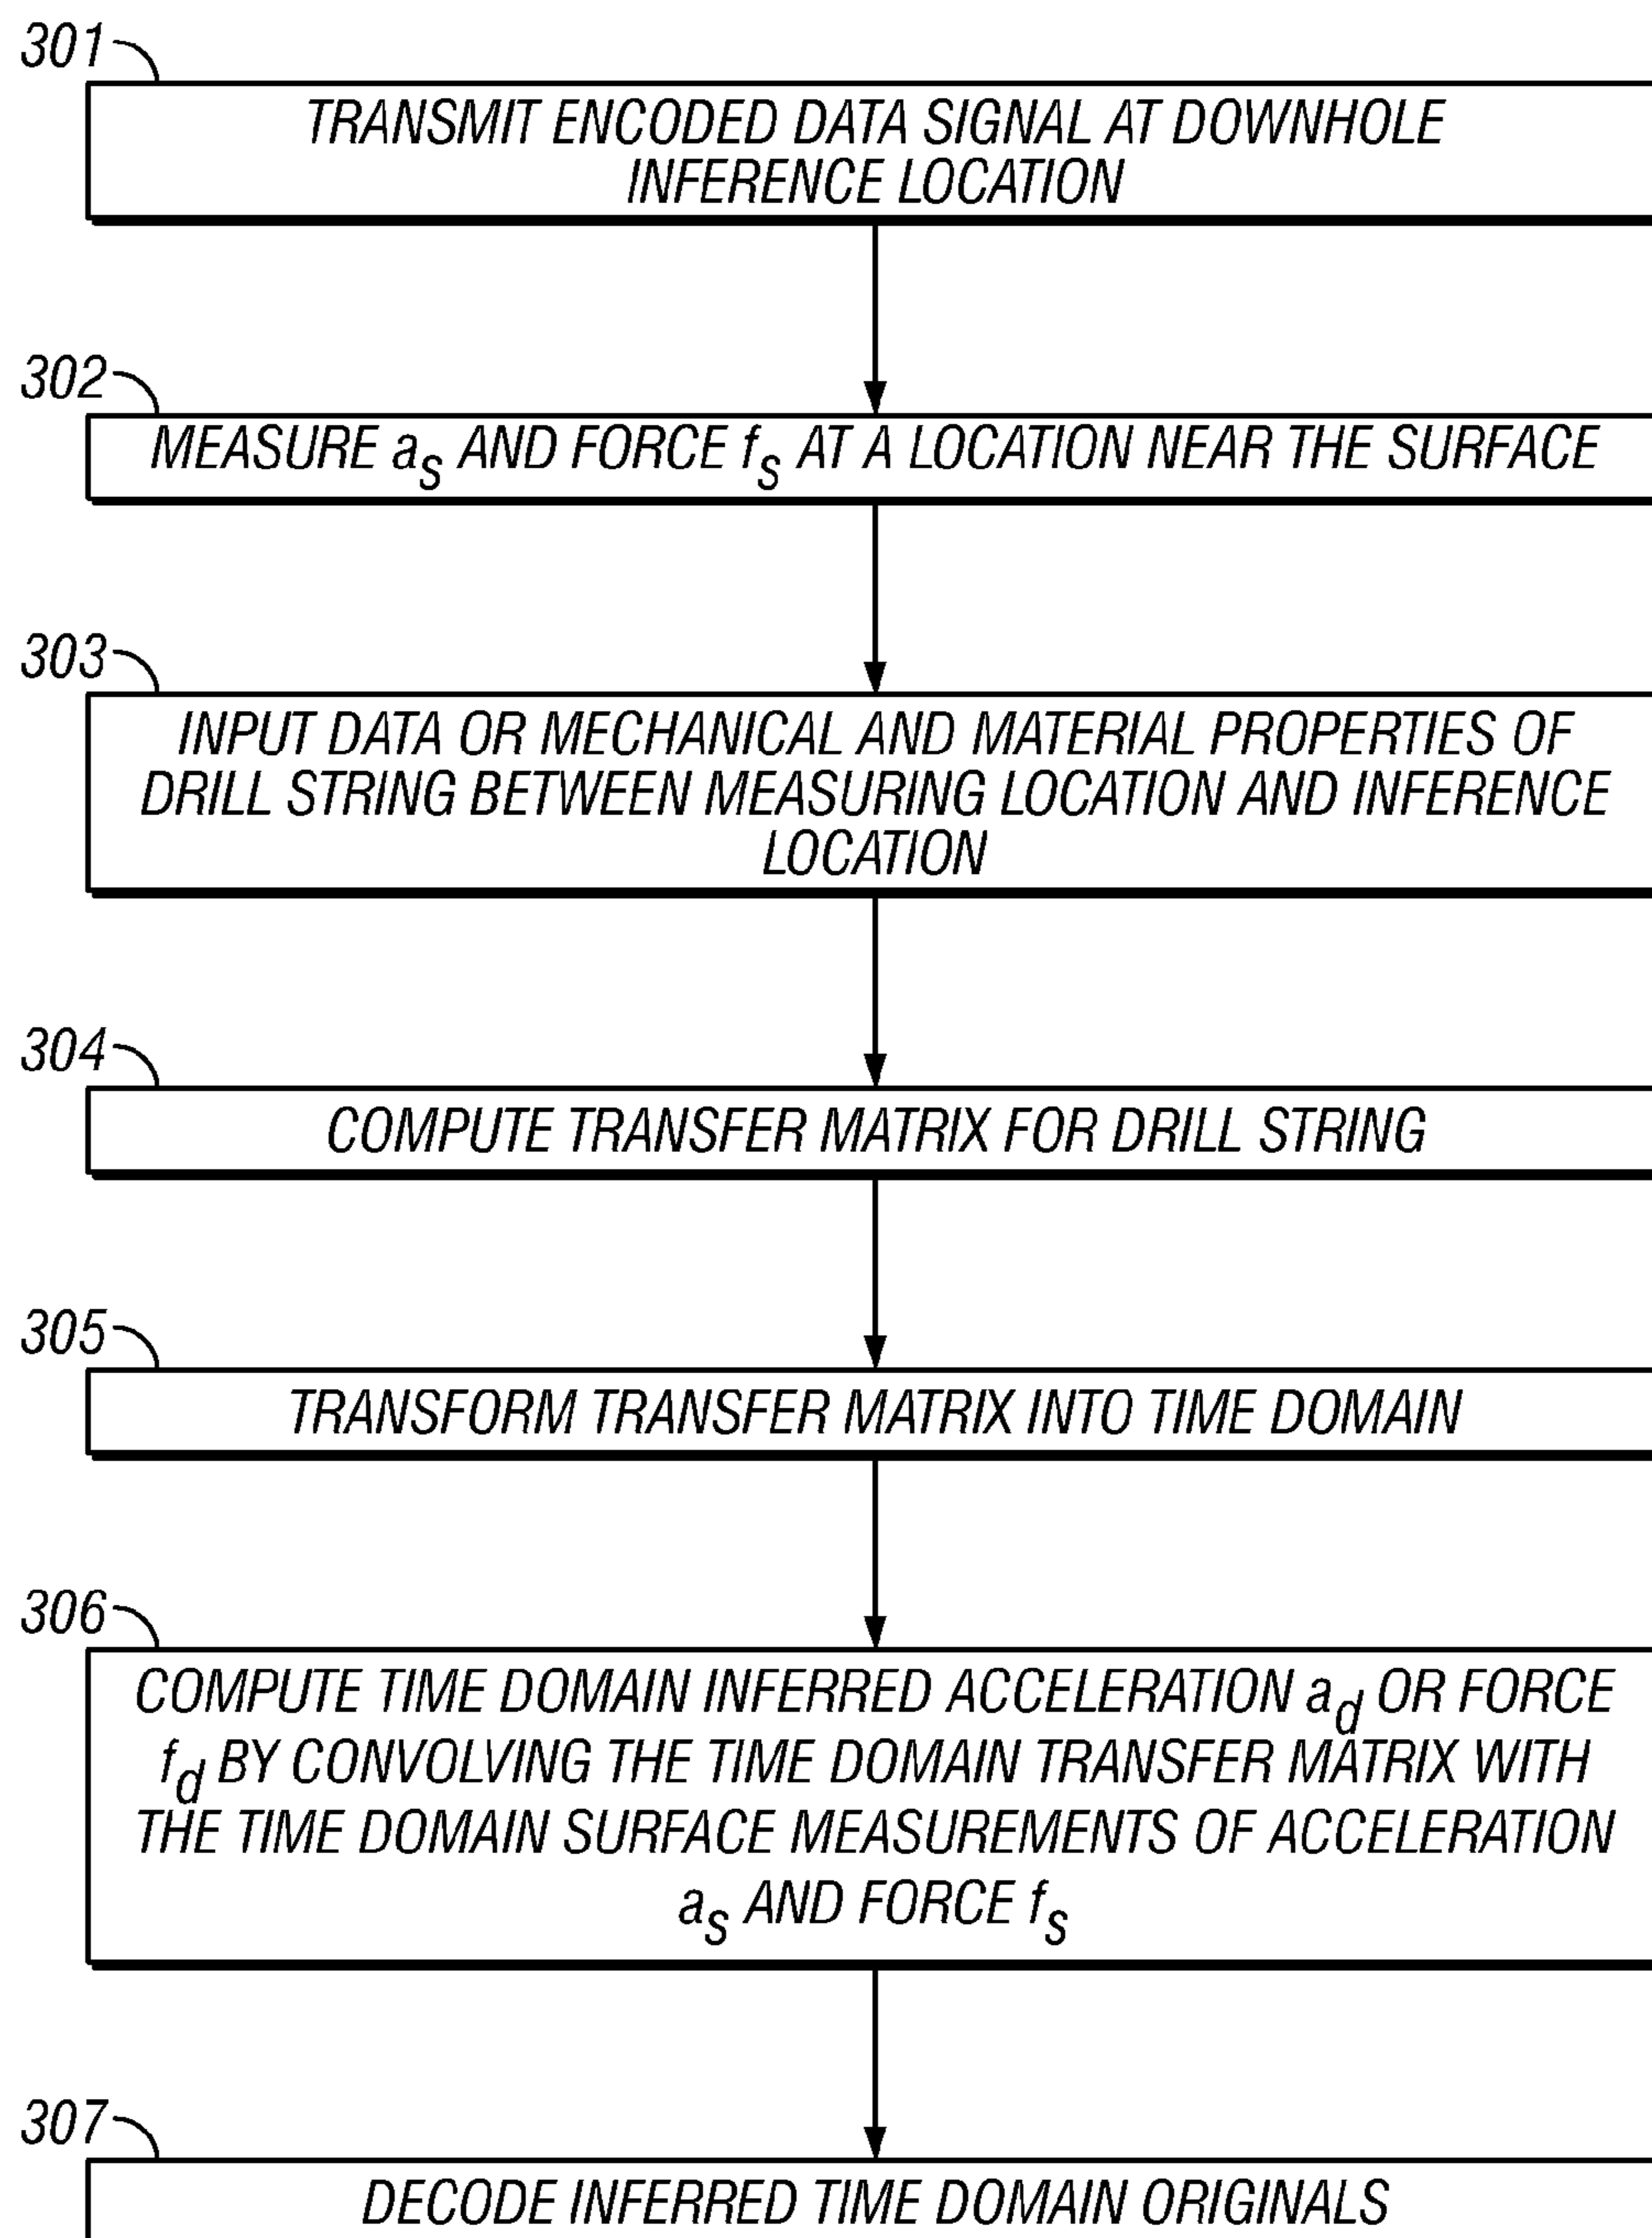 301
TRANSMIT ENCODED DATA SIGNAL AT DOWNHOLE
INFERENCE LOCATION
302
MEASURE as AND FORCE fs AT A LOCATION NEAR THE SURFACE
303
INPUT DATA OR MECHANICAL AND MATERIAL PROPERTIES OF
DRILL STRING BETWEEN MEASURING LOCATION AND INFERENCE
LOCATION
304
COMPUTE TRANSFER MATRIX FOR DRILL STRING
305
TRANSFORM TRANSFER MATRIX INTO TIME DOMAIN
306
COMPUTE TIME DOMAIN INFERRED ACCELERATION ad OR FORCE
fd BY CONVOLVING THE TIME DOMAIN TRANSFER MATRIX WITH
THE TIME DOMAIN SURFACE MEASUREMENTS OF ACCELERATION
as AND FORCE fs
307
DECODE INFERRED TIME DOMAIN ORIGINALS